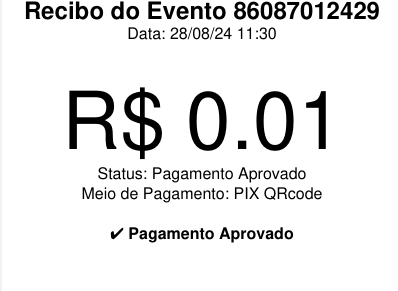 Recibo do Evento 86087012429
Data: 28/08/24 11:30
R$ 0.01
Status: Pagamento Aprovado
Meio de Pagamento: PIX QRcode
✔ Pagamento Aprovado